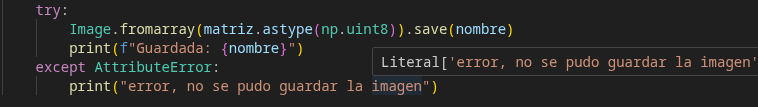 try:
Image.fromarray(matriz.astype(np.uint8)).save(nombre)
print(f"Guardada: {nombre}")
Literal['error, no se pudo guardar la imagen'
except AttributeError:
print("error, no se pudo guardar la imagen")